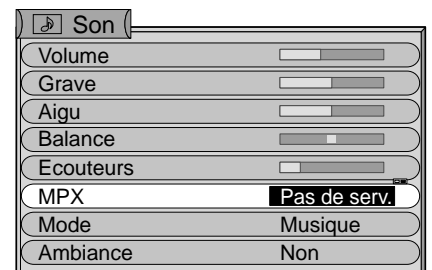 Son
Volume
Grave
Aigu
Balance
Ecouteurs
MPX Pas de serv.
Mode Musique
Ambiance Non